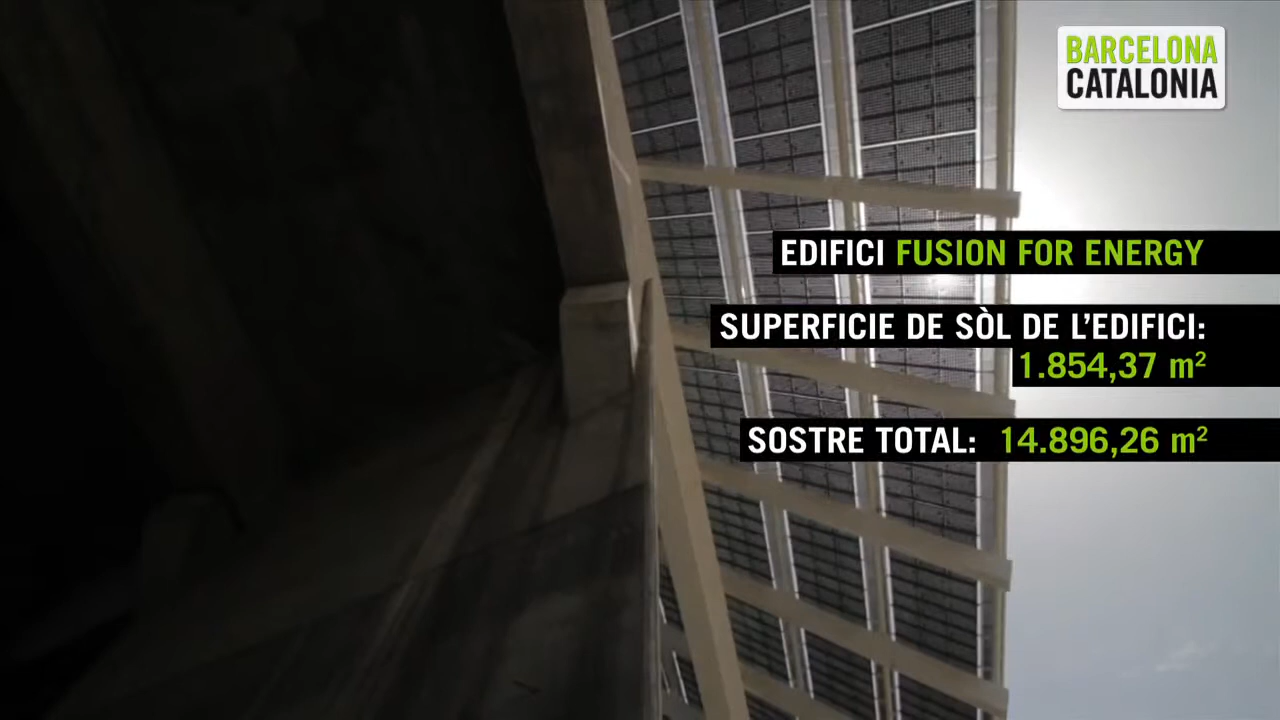 BARCELONA
CATALONIA
EDIFICI FUSION FOR ENERGY
SUPERFICIE DE SÒL DE L'EDIFICI:
1.854,37 m²
SOSTRE TOTAL: 14.896,26 m²